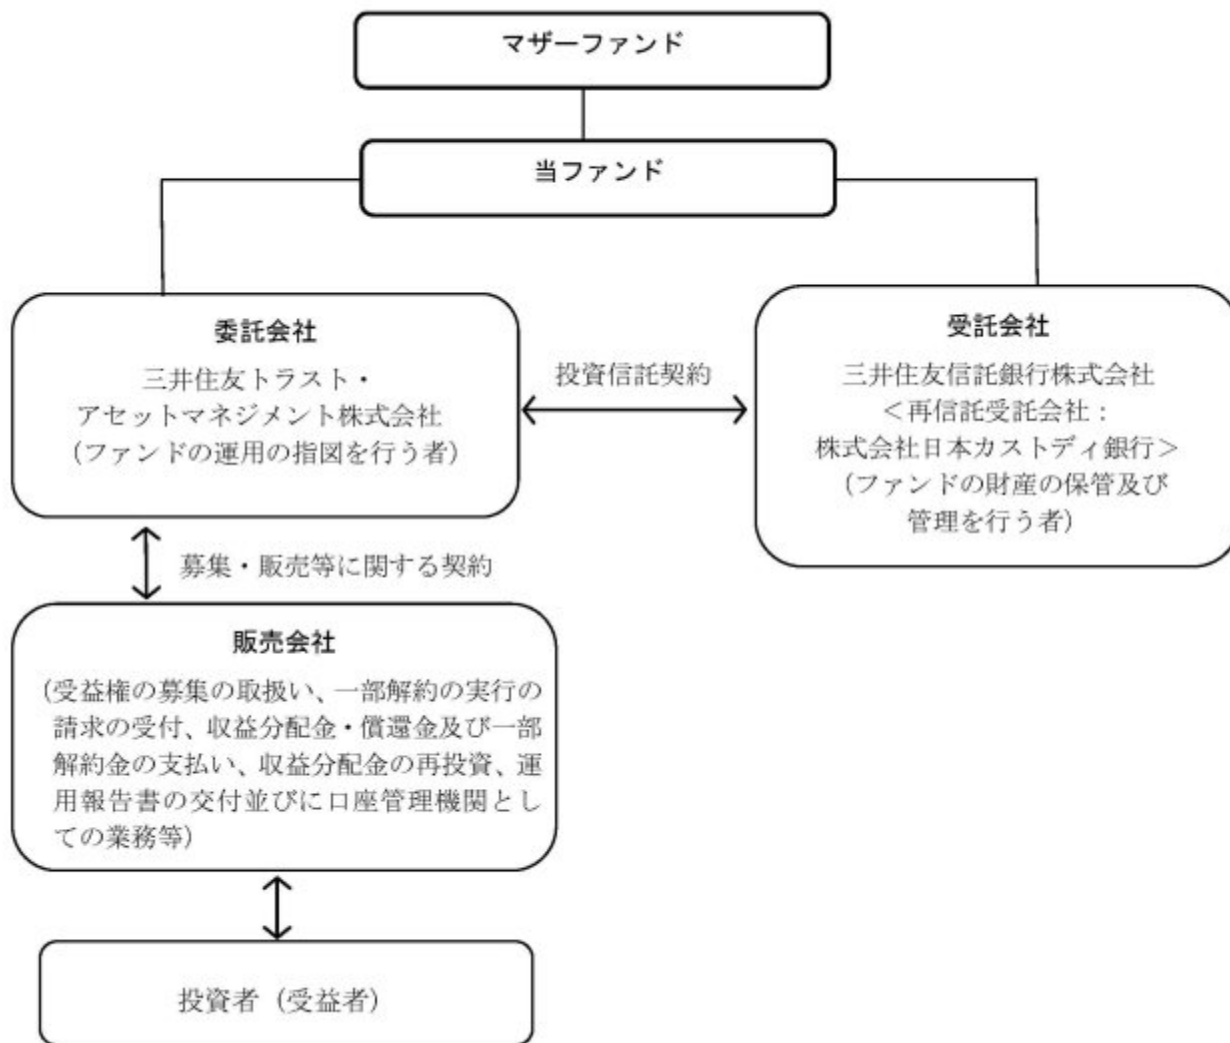 マザーファンド
当ファンド
委託会社
三井住友トラスト・
アセットマネジメント株式会社
(ファンドの運用の指図を行う者)
投資信託契約
受託会社
三井住友信託銀行株式会社
<再信託受託会社:
株式会社日本カストディ銀行>
(ファンドの財産の保管及び
管理を行う者)
募集・販売等に関する契約
販売会社
(受益権の募集の取扱い、一部解約の実行の
請求の受付、収益分配金・償還金及び一部
解約金の支払い、収益分配金の再投資、運
用報告書の交付並びに口座管理機関とし
ての業務等)
投資者(受益者)